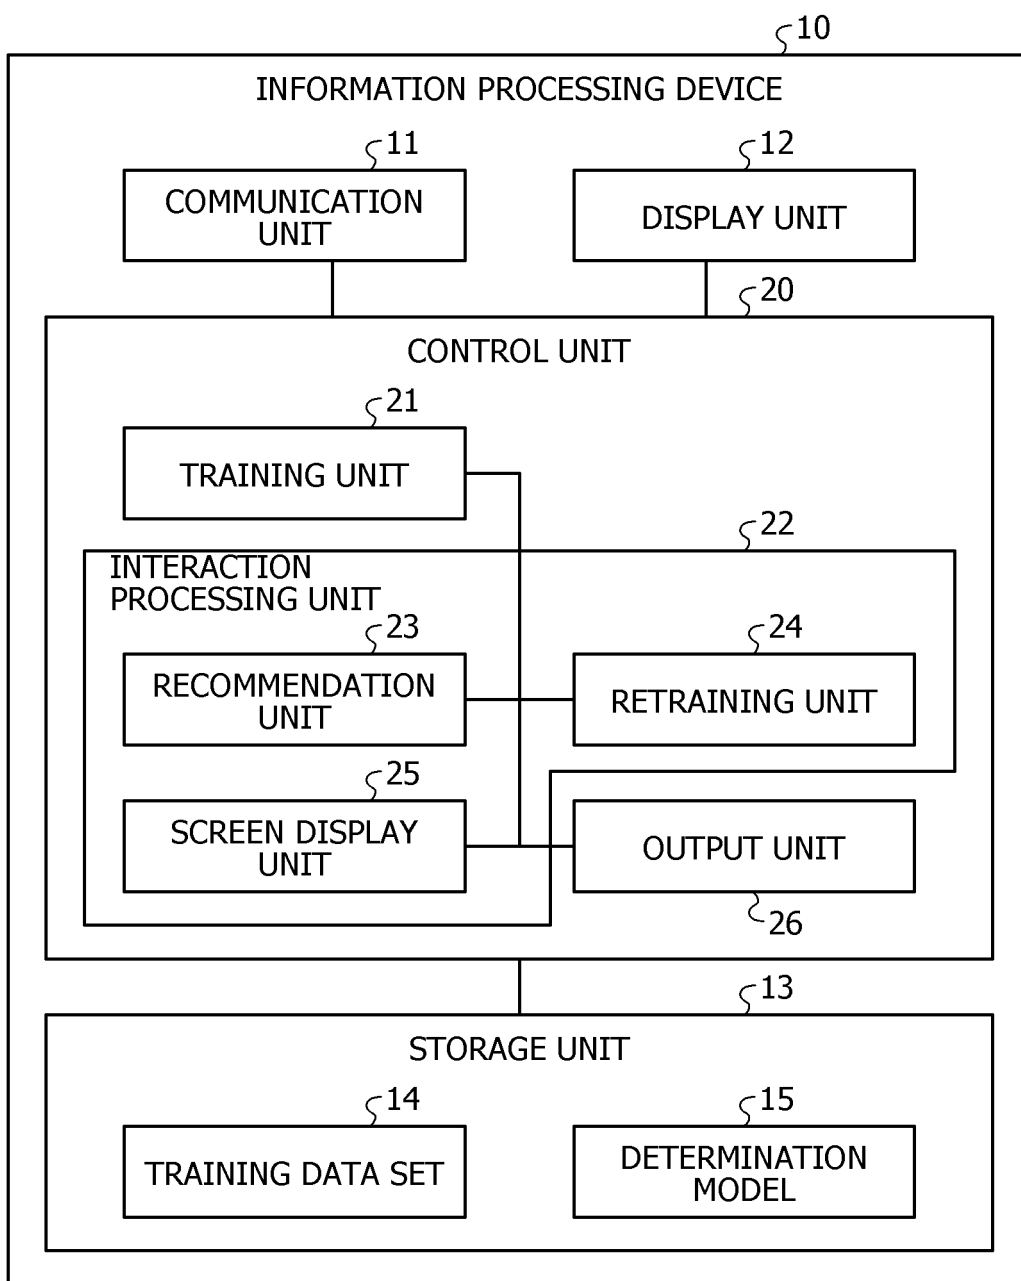 10
INFORMATION PROCESSING DEVICE
11
COMMUNICATION
UNIT
12
DISPLAY UNIT
20
CONTROL UNIT
21
TRAINING UNIT
22
INTERACTION
PROCESSING UNIT
23
RECOMMENDATION
UNIT
24
RETRAINING UNIT
25
SCREEN DISPLAY
UNIT
OUTPUT UNIT
26
13
STORAGE UNIT
14
TRAINING DATA SET
15
DETERMINATION
MODEL